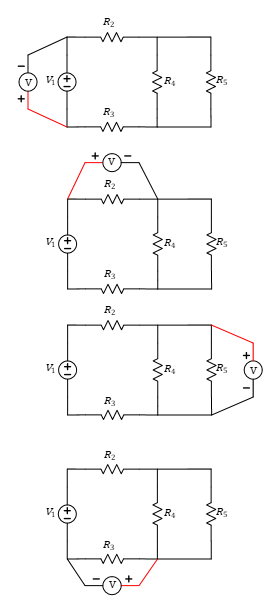 R2
− V V1 + − R4 R5
+
R3
+ V −
R2
V1 + − R4 R5
R3
R2
+
V1 + − R4 R5 V
−
R3
R2
V1 + − R4 R5
R3
− V +